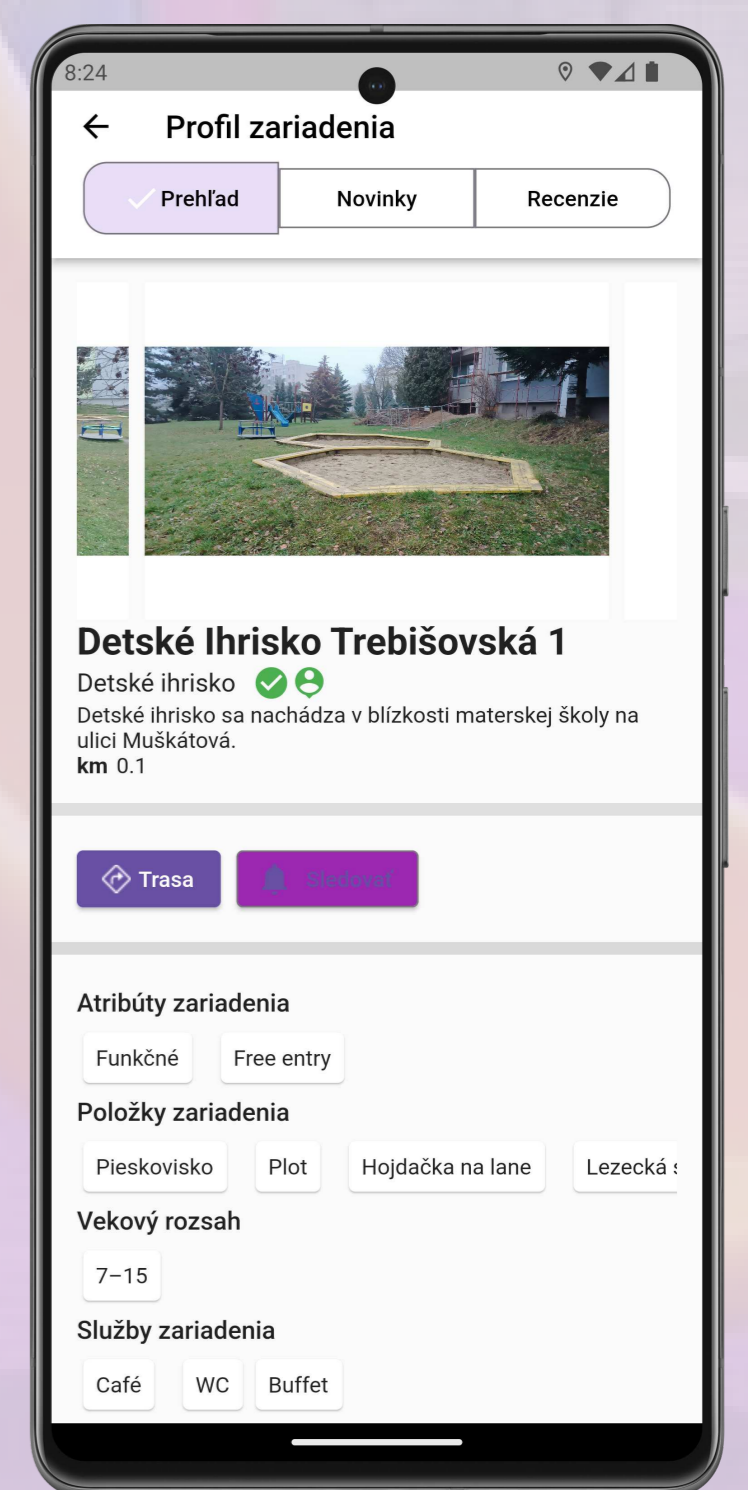 8:24
Profil zariadenia
Prehľad
Novinky
Recenzie
Detské Ihrisko Trebišovská 1
Detské ihrisko
Detské ihrisko sa nachádza v blízkosti materskej školy na
ulici Muškátová.
km 0.1
Trasa
Sledovať
Atribúty zariadenia
Funkčné
Free entry
Položky zariadenia
Pieskovisko
Plot
Hojdačka na lane
Lezecká
Vekový rozsah
7–15
Služby zariadenia
Café
WC
Buffet